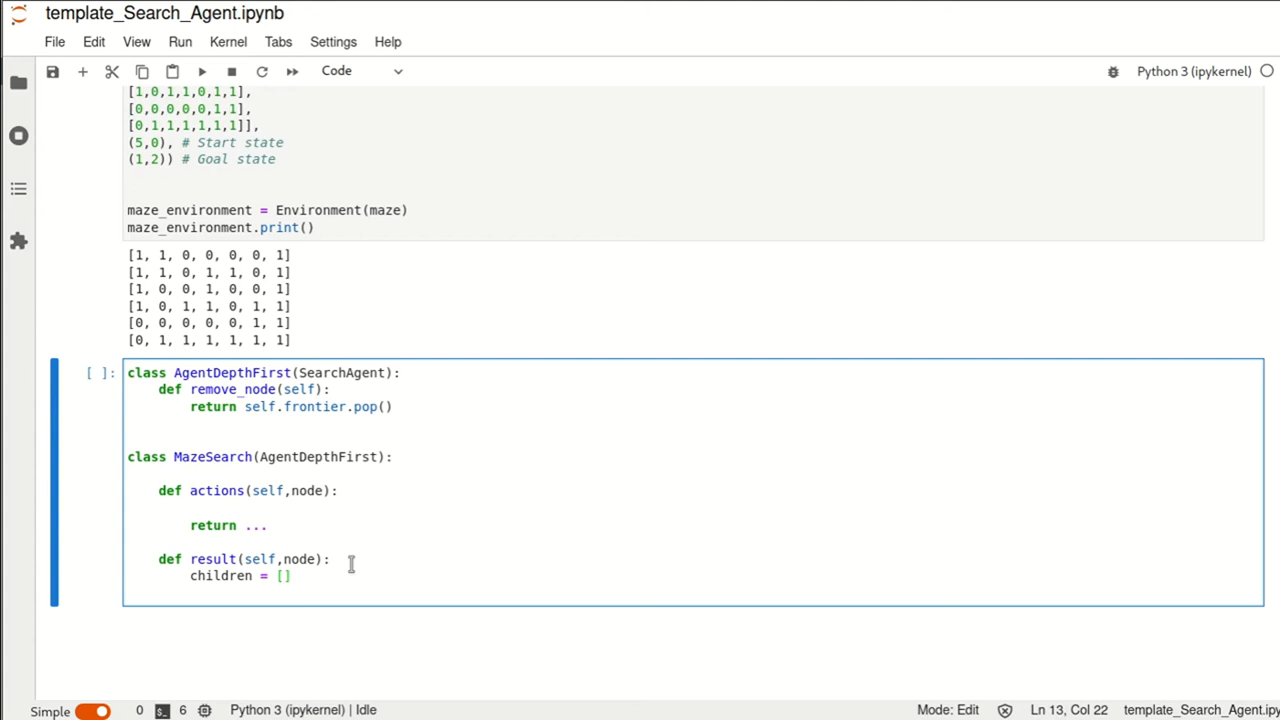 template_Search_Agent.ipynb
File Edit View Run Kernel Tabs Settings Help
Code
Python 3 (ipykernel)
[1,0,1,1,0,1,1],
[0,0,0,0,0,1,1],
[0,1,1,1,1,1,1]],
(5,0), # Start state
(1,2)) # Goal state
maze_environment = Environment(maze)
maze_environment.print()
[1, 1, 0, 0, 0, 0, 1]
[1, 1, 0, 1, 1, 0, 1]
[1, 0, 0, 1, 0, 0, 1]
[1, 0, 1, 1, 0, 1, 1]
[0, 0, 0, 0, 0, 1, 1]
[0, 1, 1, 1, 1, 1, 1]
[ ]: class AgentDepthFirst(SearchAgent):
def remove_node(self):
return self.frontier.pop()
class MazeSearch(AgentDepthFirst):
def actions(self,node):
return ...
def result(self,node):
children = []
Simple 0 6 Python 3 (ipykernel) | Idle Mode: Edit Ln 13, Col 22 template_Search_Agent.ipy